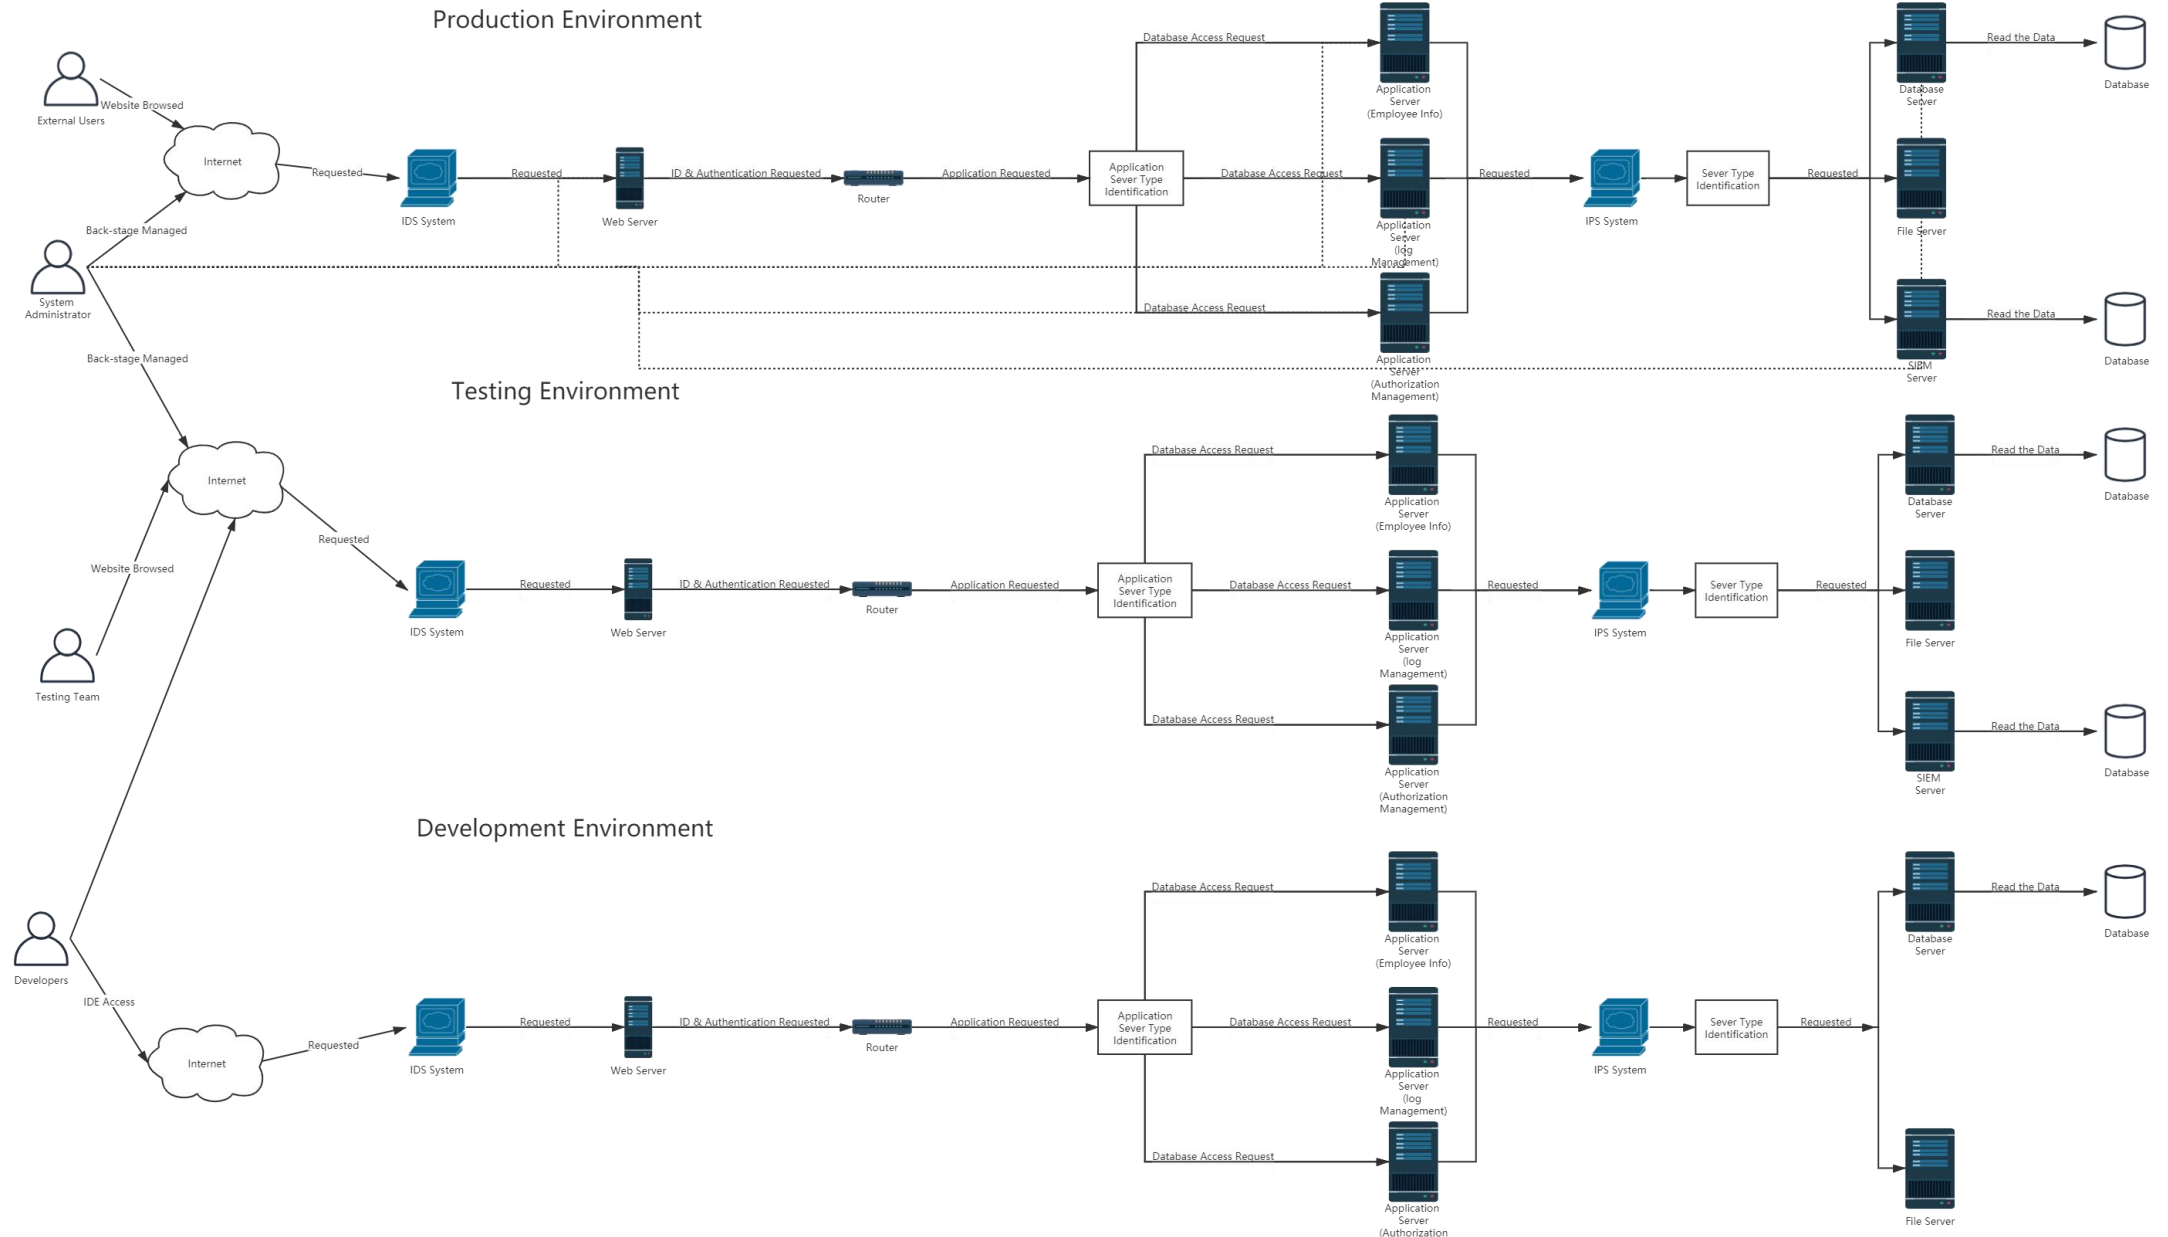 Production Environment
External Users
Website Browsed
Internet
Requested
IDS System
Requested
Web Server
ID & Authentication Requested
Router
Application Requested
Application
Sever Type
Identification
Database Access Request
Database Access Request
Database Access Request
Application
Server
(Employee Info)
Application
Server
(log
Management)
Application
Server
(Authorization
Management)
Requested
IPS System
Sever Type
Identification
Requested
Database
Server
File Server
SIEM
Server
Read the Data
Database
Read the Data
Database
Back-stage Managed
System
Administrator
Back-stage Managed
Testing Environment
Internet
Requested
Website Browsed
Testing Team
IDS System
Requested
Web Server
ID & Authentication Requested
Router
Application Requested
Application
Sever Type
Identification
Database Access Request
Database Access Request
Database Access Request
Application
Server
(Employee Info)
Application
Server
(log
Management)
Application
Server
(Authorization
Management)
Requested
IPS System
Sever Type
Identification
Requested
Database
Server
File Server
SIEM
Server
Read the Data
Database
Read the Data
Database
Development Environment
Developers
IDE Access
Internet
Requested
IDS System
Requested
Web Server
ID & Authentication Requested
Router
Application Requested
Application
Sever Type
Identification
Database Access Request
Database Access Request
Database Access Request
Application
Server
(Employee Info)
Application
Server
(log
Management)
Application
Server
(Authorization
Requested
IPS System
Sever Type
Identification
Requested
Database
Server
File Server
Read the Data
Database